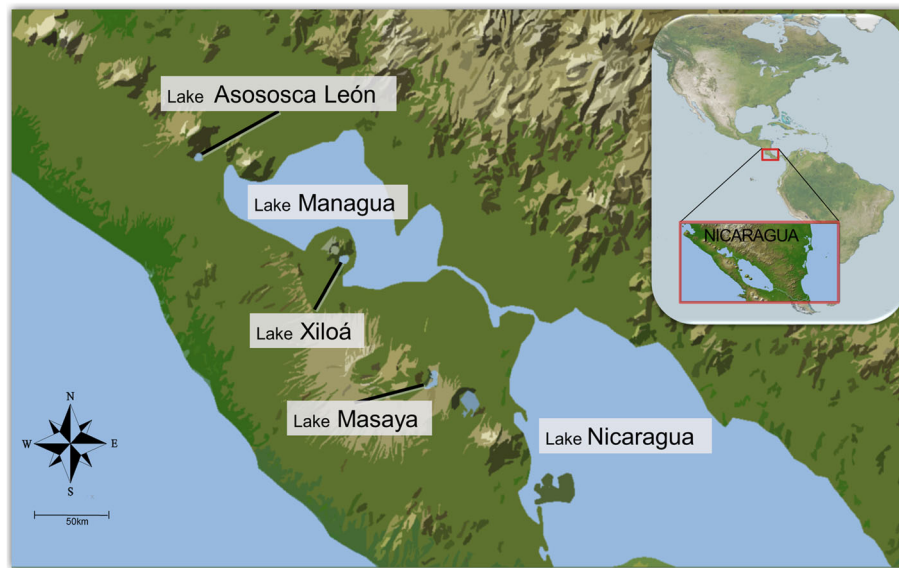 Lake Asososca León
NICARAGUA
Lake Managua
Lake Xiloá
Lake Masaya
Lake Nicaragua
N
W E
S
50km